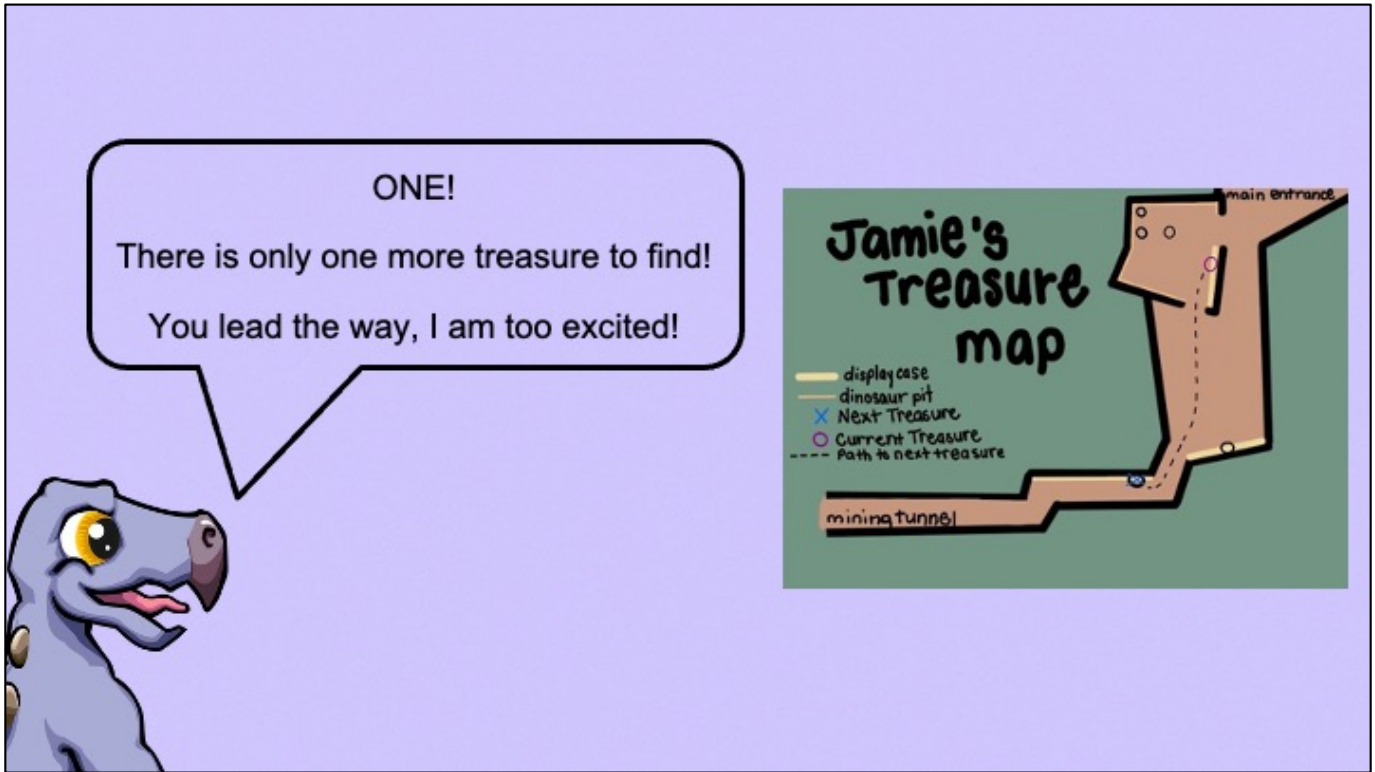 ONE!
There is only one more treasure to find!
You lead the way, I am too excited!
main entrance
Jamie's
Treasure
map
display case
dinosaur pit
Next Treasure
Current Treasure
Path to next treasure
mining tunnel